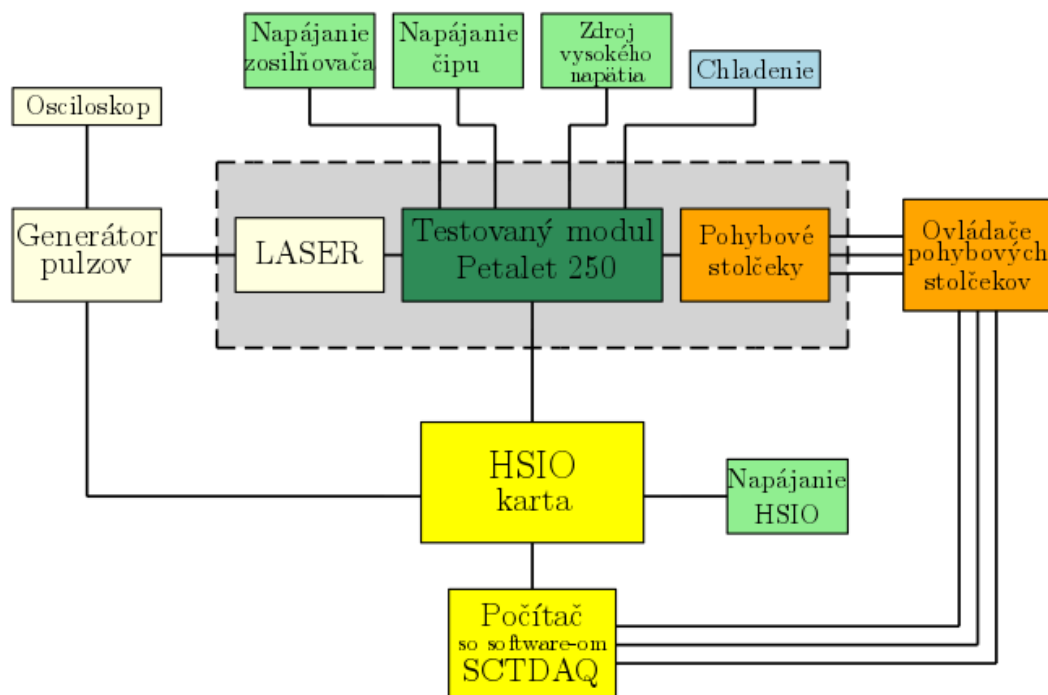 Napájanie
zosilňovača
Napájanie
čipu
Zdroj
vysokého
napätia
Chladenie
Osciloskop
Generátor
pulzov
LASER
Testovaný modul
Petalet 250
Pohybové
stolčeky
Ovládače
pohybových
stolčekov
HSIO
karta
Napájanie
HSIO
Počítač
so software-om
SCTDAQ